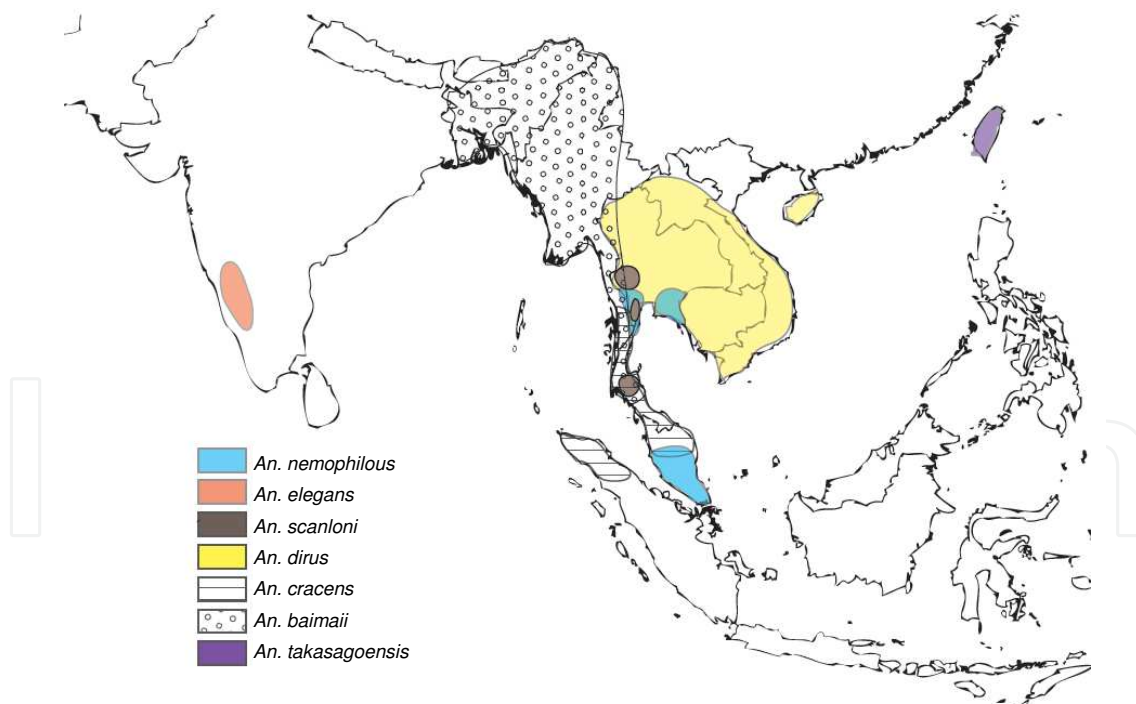 An. nemophilous
An. elegans
An. scanloni
An. dirus
An. cracens
An. baimaii
An. takasagoensis